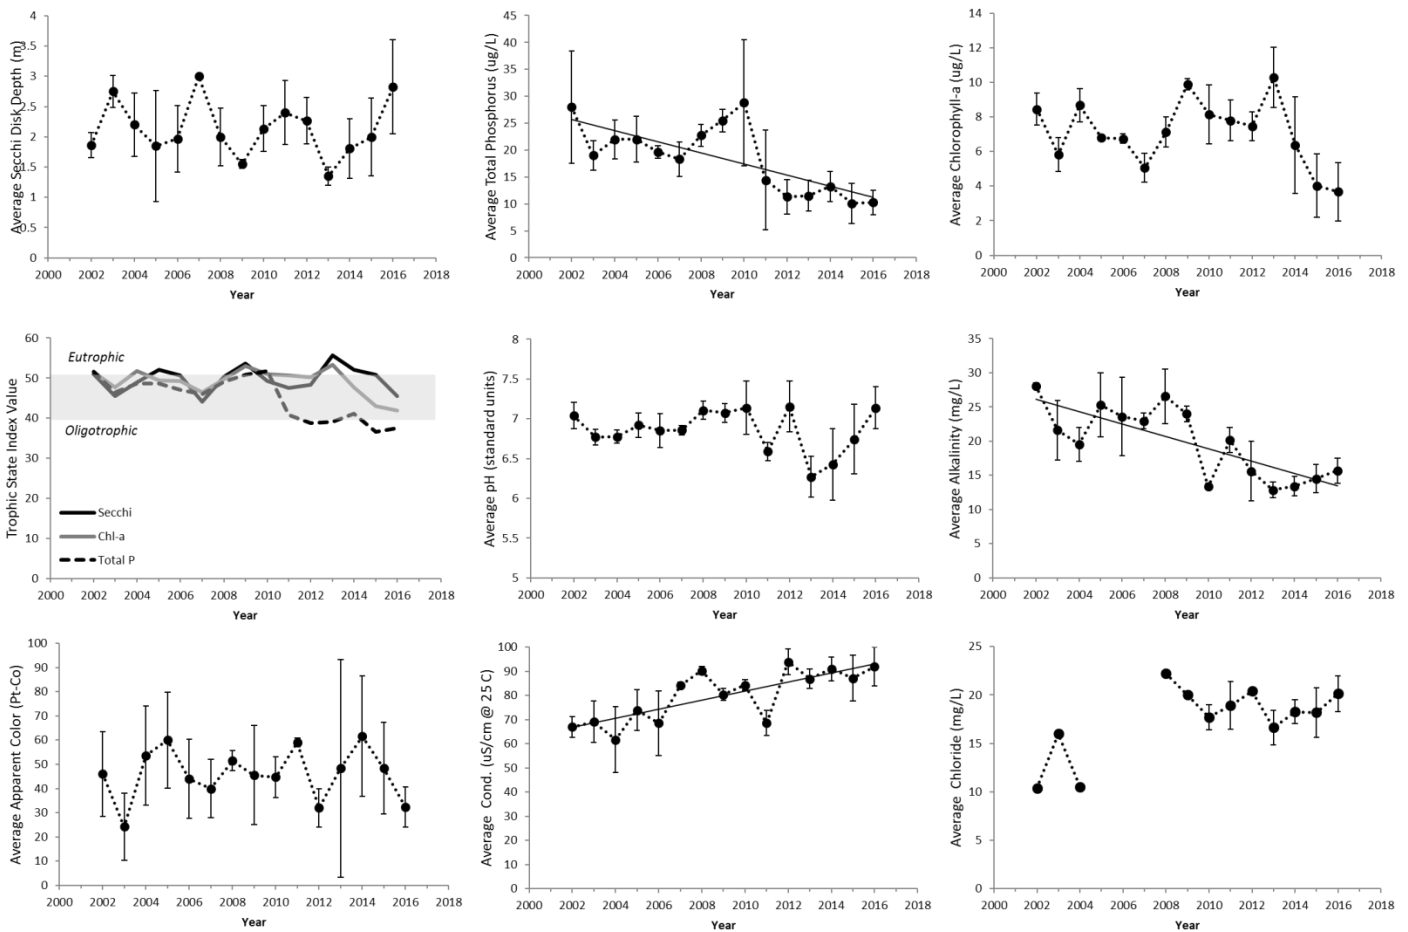 Average Secchi Disk Depth (m)
4
3.5
3
2.5
2
1.5
1
0.5
0
2000 2002 2004 2006 2008 2010 2012 2014 2016 2018
Year
Average Total Phosphorus (ug/L)
45
40
35
30
25
20
15
10
5
0
2000 2002 2004 2006 2008 2010 2012 2014 2016 2018
Year
Average Chlorophyll-a (ug/L)
14
12
10
8
6
4
2
0
2000 2002 2004 2006 2008 2010 2012 2014 2016 2018
Year
Trophic State Index Value
60
50
40
30
20
10
0
Eutrophic
Oligotrophic
Secchi
Chl-a
Total P
2000 2002 2004 2006 2008 2010 2012 2014 2016 2018
Year
Average pH (standard units)
8
7.5
7
6.5
6
5.5
5
2000 2002 2004 2006 2008 2010 2012 2014 2016 2018
Year
Average Alkalinity (mg/L)
35
30
25
20
15
10
5
0
2000 2002 2004 2006 2008 2010 2012 2014 2016 2018
Year
Average Apparent Color (Pt-Co)
100
90
80
70
60
50
40
30
20
10
0
2000 2002 2004 2006 2008 2010 2012 2014 2016 2018
Year
Average Cond. (uS/cm @ 25 C)
100
90
80
70
60
50
40
30
20
10
0
2000 2002 2004 2006 2008 2010 2012 2014 2016 2018
Year
Average Chloride (mg/L)
25
20
15
10
5
0
2000 2002 2004 2006 2008 2010 2012 2014 2016 2018
Year